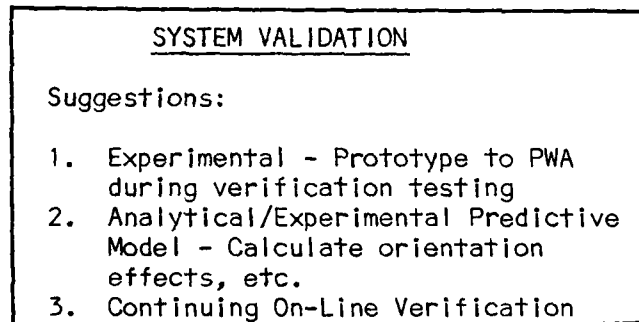 SYSTEM VALIDATION
Suggestions:
1. Experimental - Prototype to PWA
during verification testing
2. Analytical/Experimental Predictive
Model - Calculate orientation
effects, etc.
3. Continuing On-Line Verification